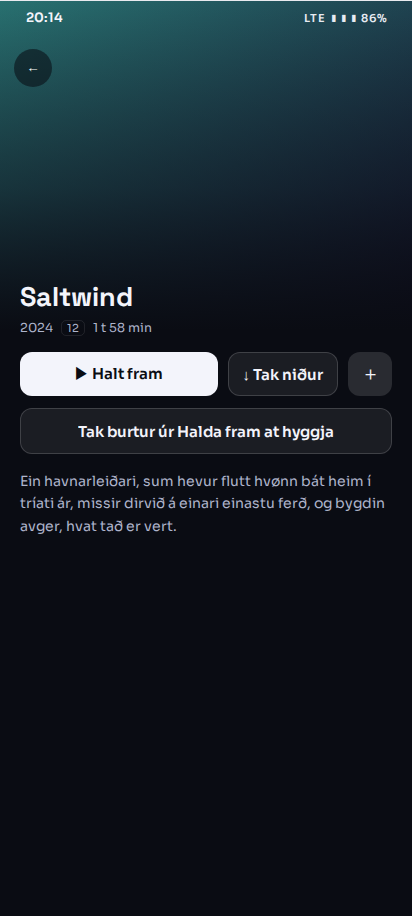 20:14
LTE 86%
←
Saltwind
2024 12 1 t 58 min
▶ Halt fram
↓ Tak niður
+
Tak burtur úr Halda fram at hyggja
Ein havnarleiðari, sum hevur flutt hvønn bát heim í
tríati ár, missir dirvið á einari einastu ferð, og bygdin
avger, hvat tað er vert.